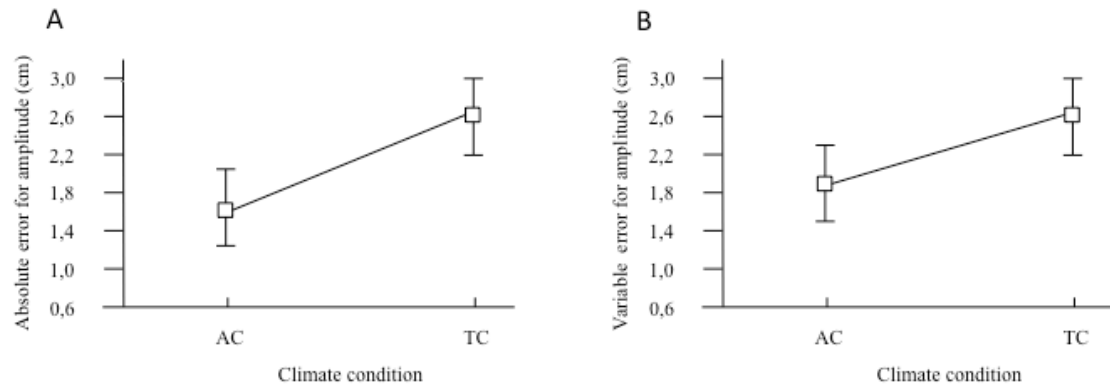 A
Absolute error for amplitude (cm)
3,0
2,6
2,2
1,8
1,4
1,0
0,6
AC
TC
Climate condition
B
Variable error for amplitude (cm)
3,0
2,6
2,2
1,8
1,4
1,0
0,6
AC
TC
Climate condition